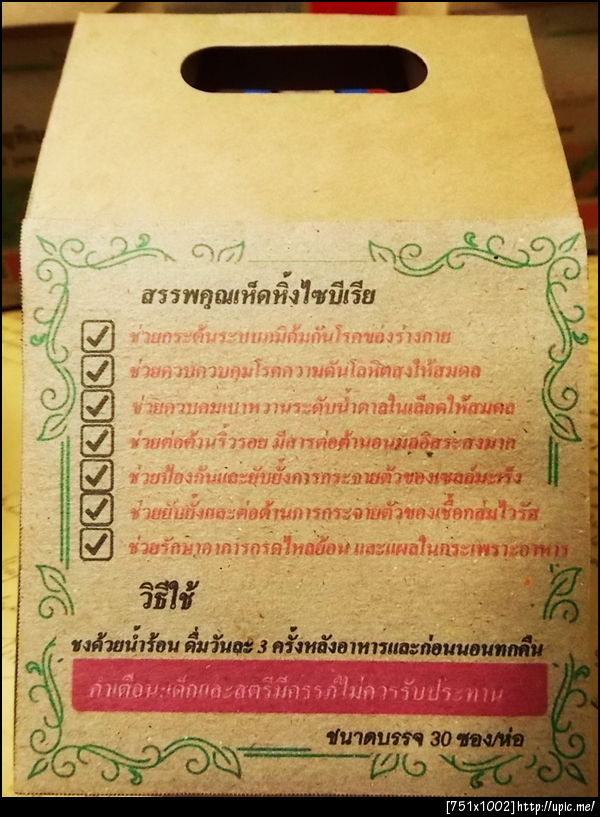 สรรพคุณเห็ดหิ้งไซบีเรีย
ช่วยกระตุ้นระบบภูมิคุ้มกันโรคของร่างกาย
ช่วยควบควบคุมโรคความดันโลหิตสูงให้สมดุล
ช่วยควบคุมเบาหวานระดับน้ำตาลในเลือดให้สมดุล
ช่วยต่อต้านริ้วรอย มีสารต่อต้านอนุมูลอิสระสูงมาก
ช่วยป้องกันและยับยั้งการกระจายตัวของเซลล์มะเร็ง
ช่วยยับยั้งและต่อต้านการกระจายตัวของเชื้อกลุ่มไวรัส
ช่วยรักษาอาการกรดไหลย้อน และแผลในกระเพราะอาหาร
วิธีใช้
ชงด้วยน้ำร้อน ดื่มวันละ 3 ครั้งหลังอาหารและก่อนนอนทุกคืน
คำเตือน:เด็กและสตรีมีครรภ์ไม่ควรรับประทาน
ขนาดบรรจุ 30 ซอง/ห่อ
[751x1002]http://upic.me/